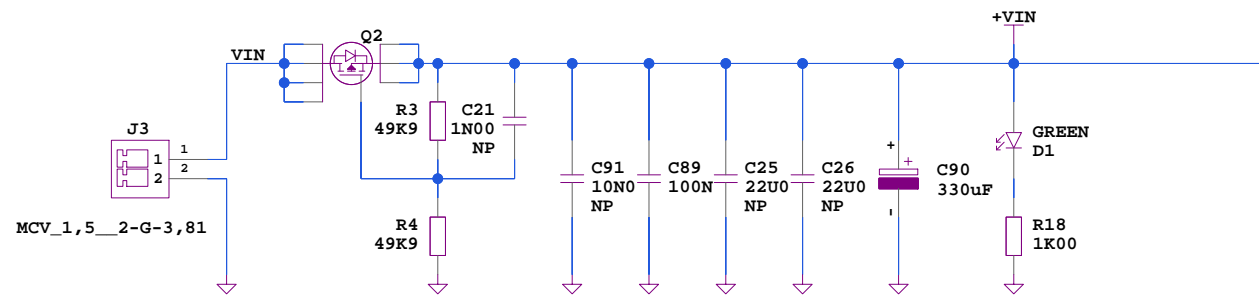 +VIN
Q2
VIN
R3
49K9
C21
1N00
NP
J3
1
2
1
2
MCV_1,5__2-G-3,81
R4
49K9
C91
10N0
NP
C89
100N
C25
22U0
NP
C26
22U0
NP
+
+
-
C90
330uF
GREEN
D1
R18
1K00